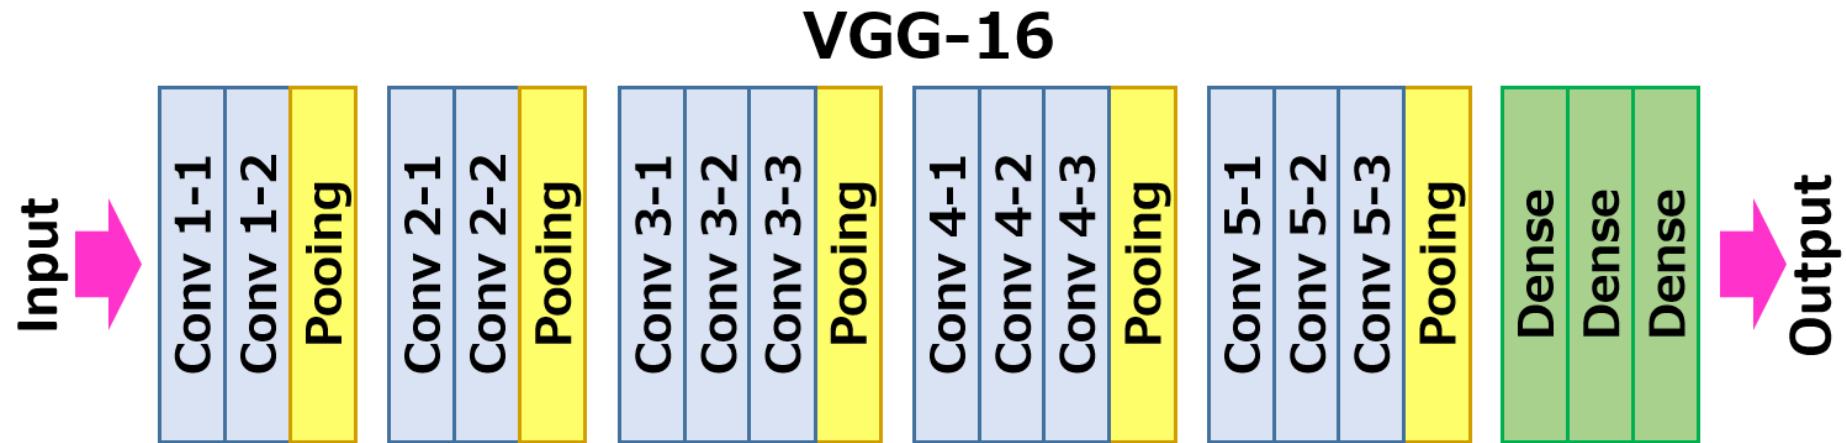 VGG-16
Input
Conv 1-1
Conv 1-2
Pooing
Conv 2-1
Conv 2-2
Pooing
Conv 3-1
Conv 3-2
Conv 3-3
Pooing
Conv 4-1
Conv 4-2
Conv 4-3
Pooing
Conv 5-1
Conv 5-2
Conv 5-3
Pooing
Dense
Dense
Dense
Output